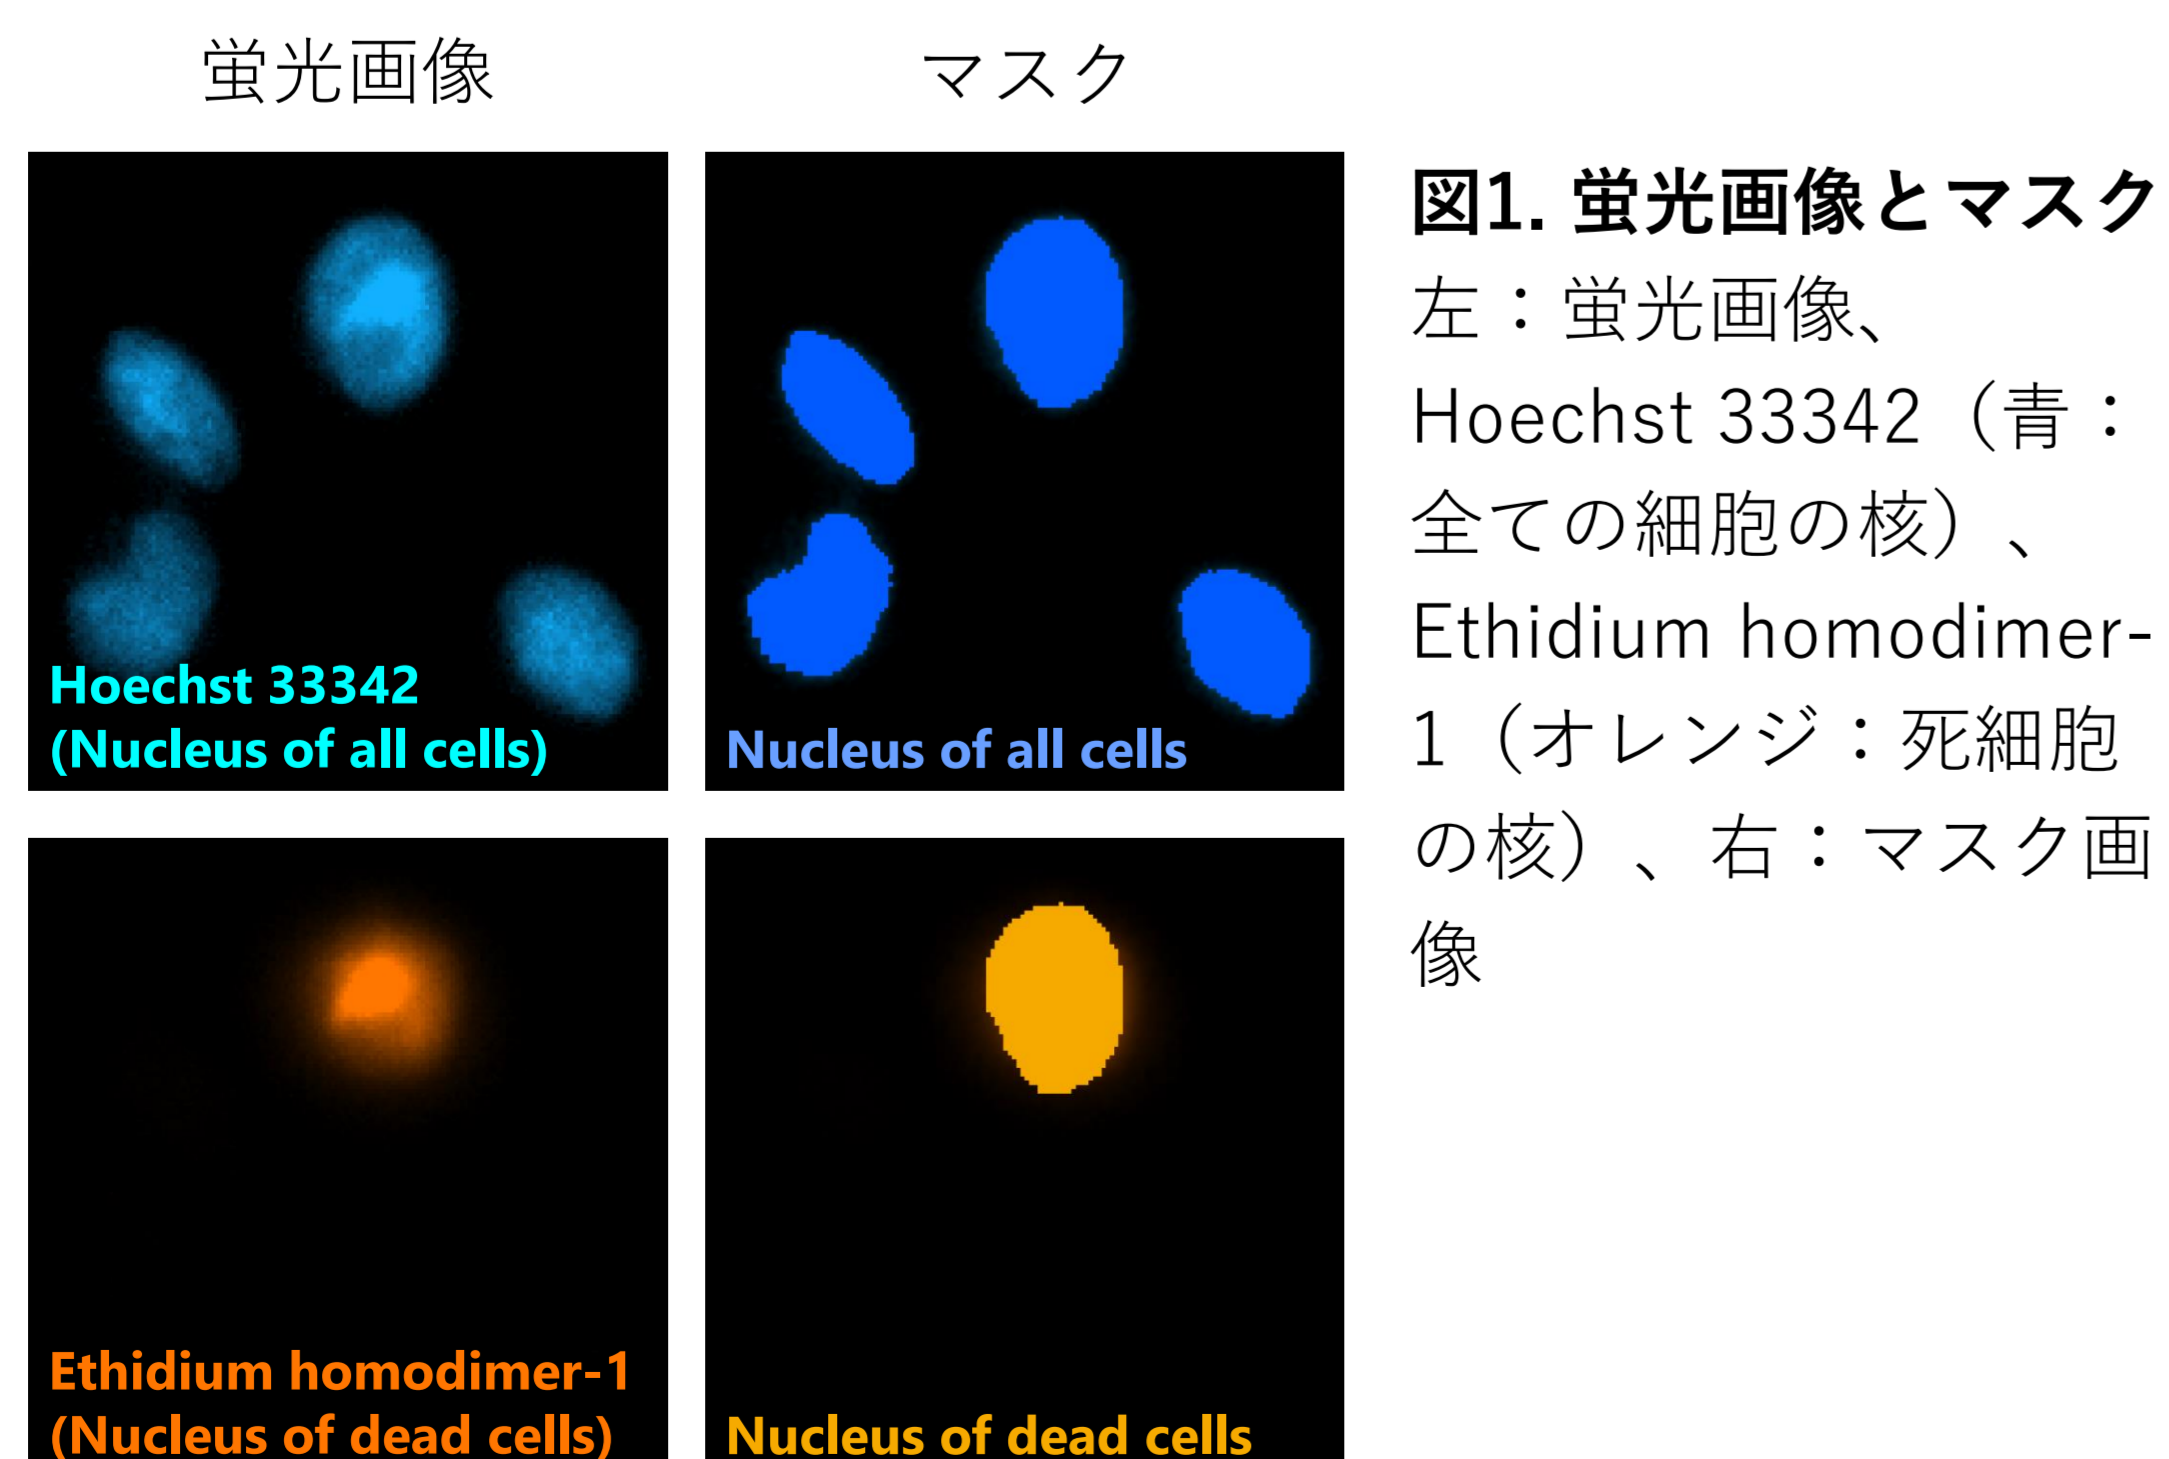 蛍光画像
マスク
Hoechst 33342
(Nucleus of all cells)
Nucleus of all cells
Ethidium homodimer-1
(Nucleus of dead cells)
Nucleus of dead cells
図1. 蛍光画像とマスク
左：蛍光画像、
Hoechst 33342（青：
全ての細胞の核）、
Ethidium homodimer-
1（オレンジ：死細胞
の核）、右：マスク画
像